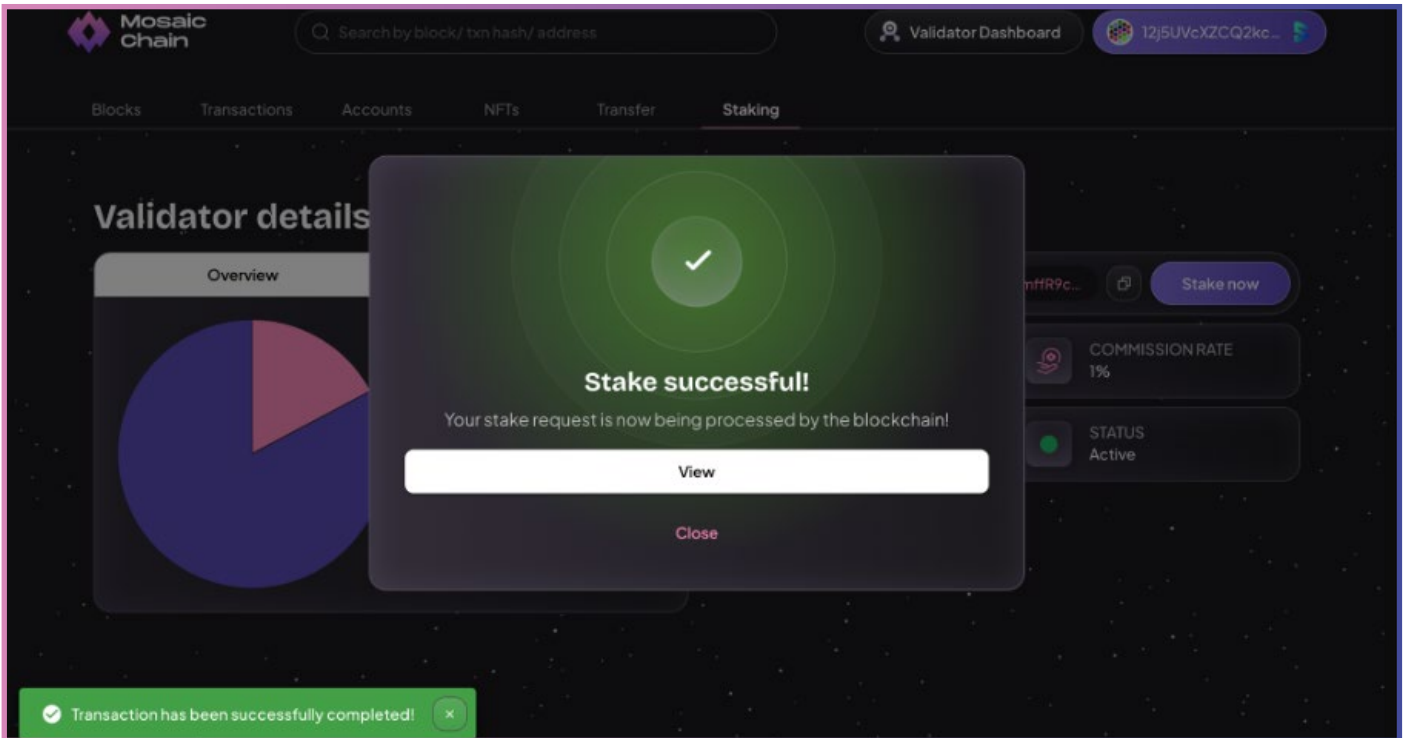 Mosaic
Chain
Search by block/ txn hash/ address
Validator Dashboard
12j5UVcXZCQ2kc...
Blocks
Transactions
Accounts
NFTs
Transfer
Staking
Validator details
Overview
mffR9c...
Stake now
COMMISSION RATE
1%
STATUS
Active
Stake successful!
Your stake request is now being processed by the blockchain!
View
Close
Transaction has been successfully completed!